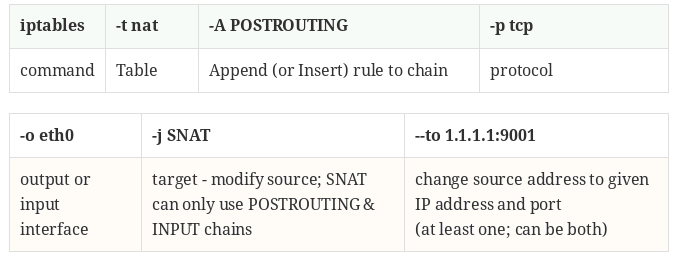 iptables -t nat -A POSTROUTING -p tcp
command Table Append (or Insert) rule to chain protocol
-o eth0 -j SNAT --to 1.1.1.1:9001
output or target - modify source; SNAT change source address to given
input can only use POSTROUTING & IP address and port
interface INPUT chains (at least one; can be both)